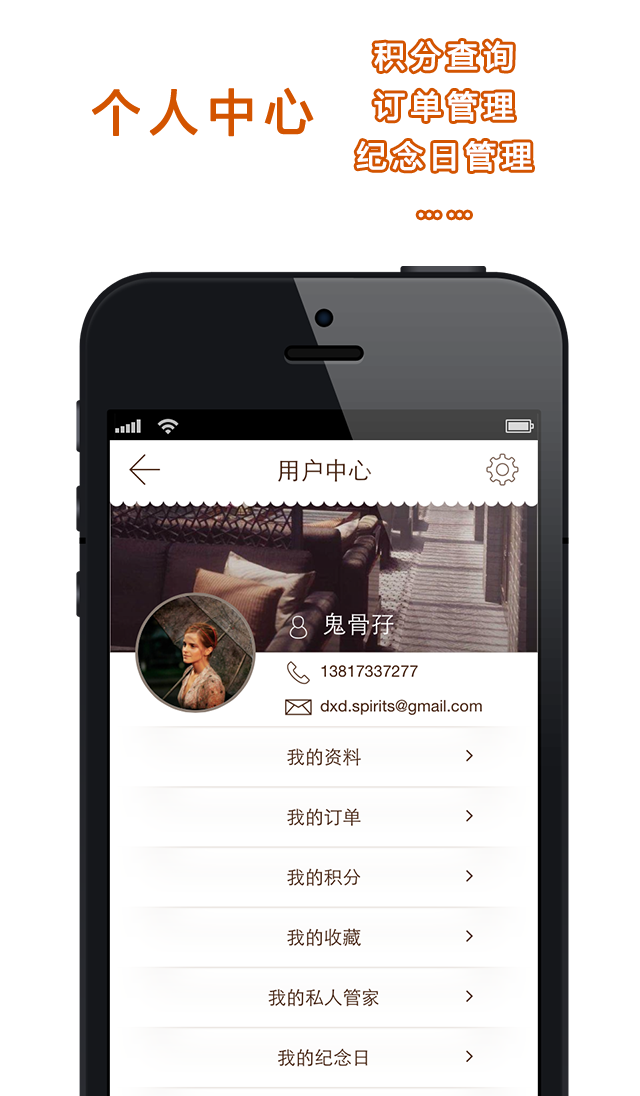 个人中心
积分查询
订单管理
纪念日管理
用户中心
鬼骨孖
13817337277
dxd.spirits@gmail.com
我的资料
我的订单
我的积分
我的收藏
我的私人管家
我的纪念日